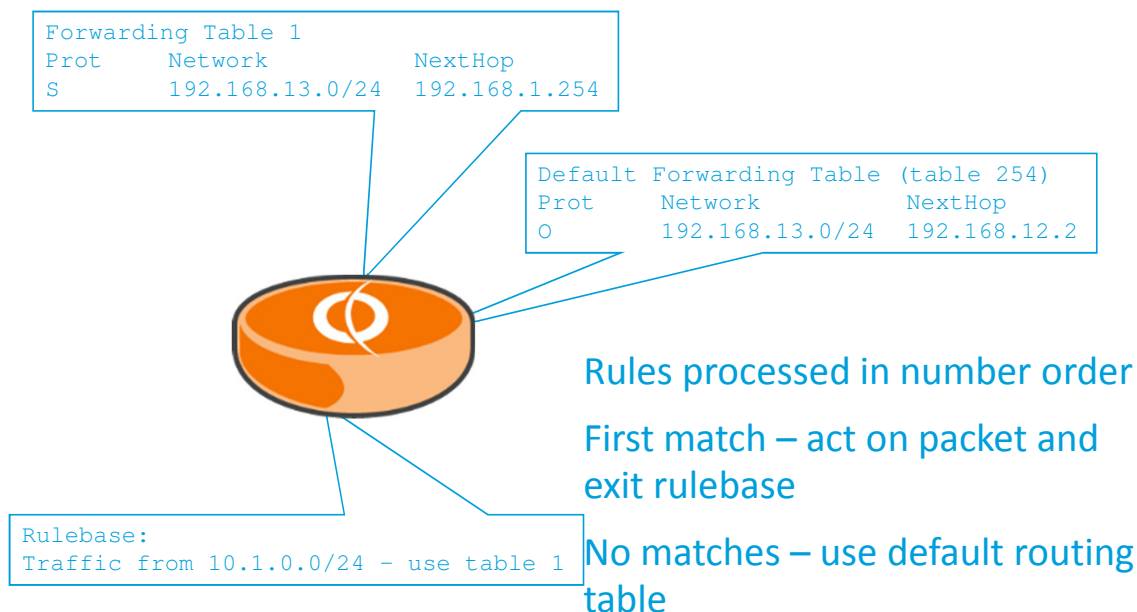 Forwarding Table 1
Prot Network NextHop
S 192.168.13.0/24 192.168.1.254
Default Forwarding Table (table 254)
Prot Network NextHop
O 192.168.13.0/24 192.168.12.2
Rules processed in number order
First match – act on packet and
exit rulebase
No matches – use default routing
table
Rulebase:
Traffic from 10.1.0.0/24 – use table 1